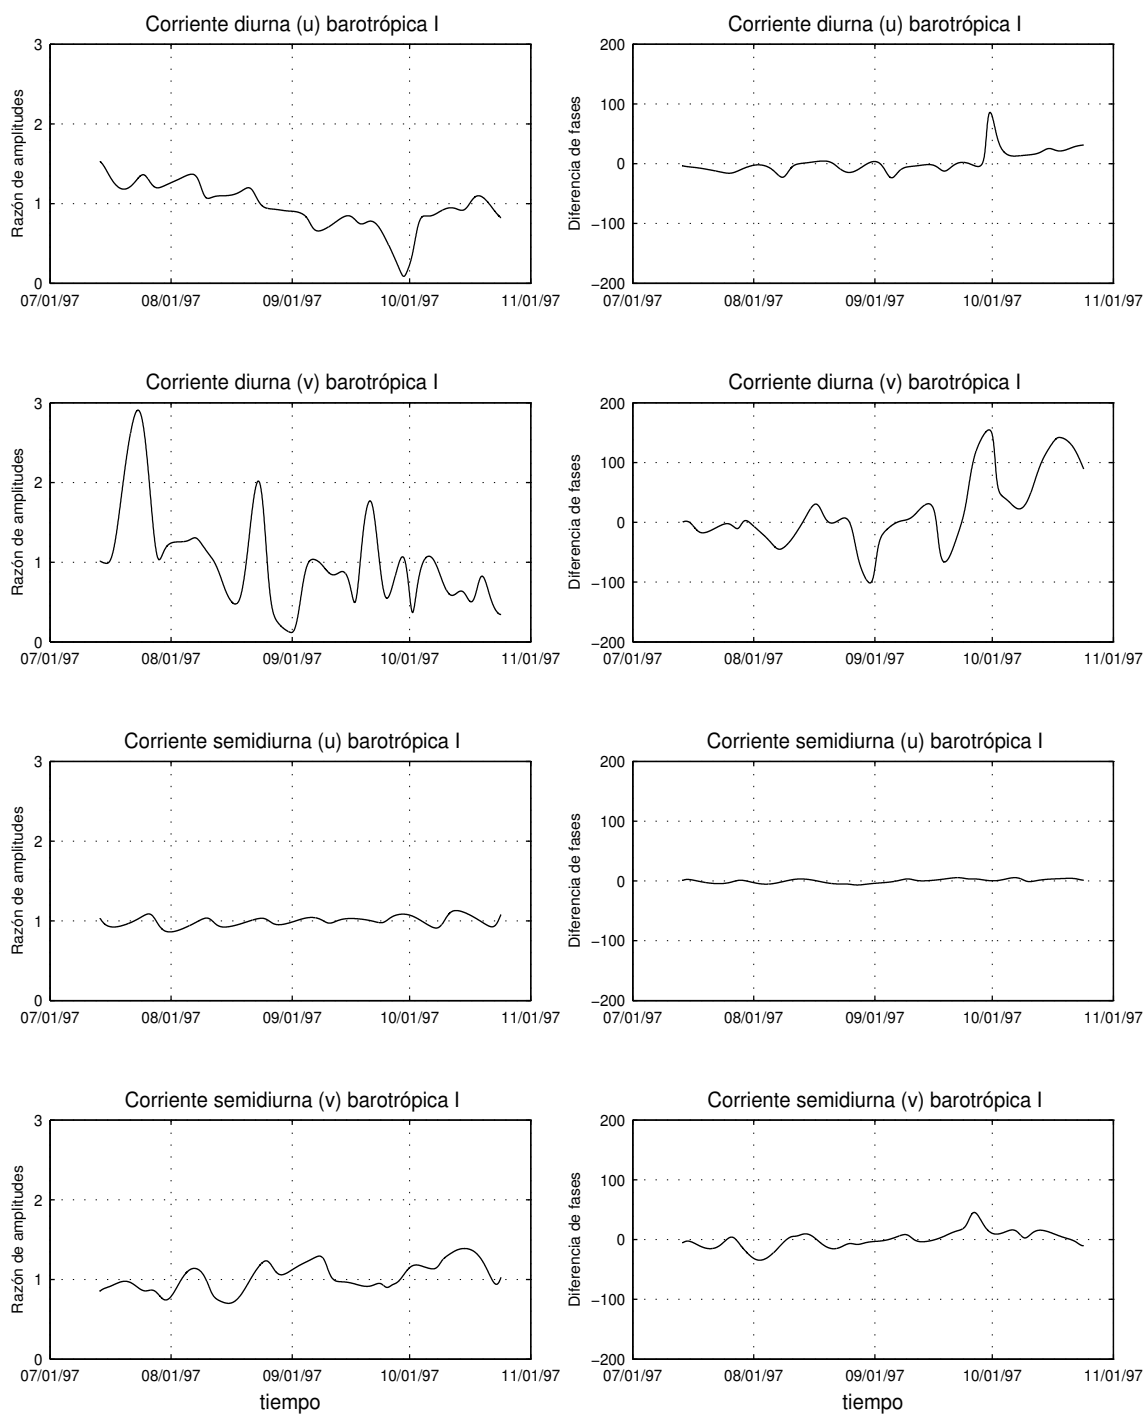 Corriente diurna (u) barotrópica I
Razón de amplitudes
3
2
1
0
07/01/97 08/01/97 09/01/97 10/01/97 11/01/97
Corriente diurna (u) barotrópica I
Diferencia de fases
200
100
0
−100
−200
07/01/97 08/01/97 09/01/97 10/01/97 11/01/97
Corriente diurna (v) barotrópica I
Razón de amplitudes
3
2
1
0
07/01/97 08/01/97 09/01/97 10/01/97 11/01/97
Corriente diurna (v) barotrópica I
Diferencia de fases
200
100
0
−100
−200
07/01/97 08/01/97 09/01/97 10/01/97 11/01/97
Corriente semidiurna (u) barotrópica I
Razón de amplitudes
3
2
1
0
07/01/97 08/01/97 09/01/97 10/01/97 11/01/97
Corriente semidiurna (u) barotrópica I
Diferencia de fases
200
100
0
−100
−200
07/01/97 08/01/97 09/01/97 10/01/97 11/01/97
Corriente semidiurna (v) barotrópica I
Razón de amplitudes
3
2
1
0
07/01/97 08/01/97 09/01/97 10/01/97 11/01/97
tiempo
Corriente semidiurna (v) barotrópica I
Diferencia de fases
200
100
0
−100
−200
07/01/97 08/01/97 09/01/97 10/01/97 11/01/97
tiempo